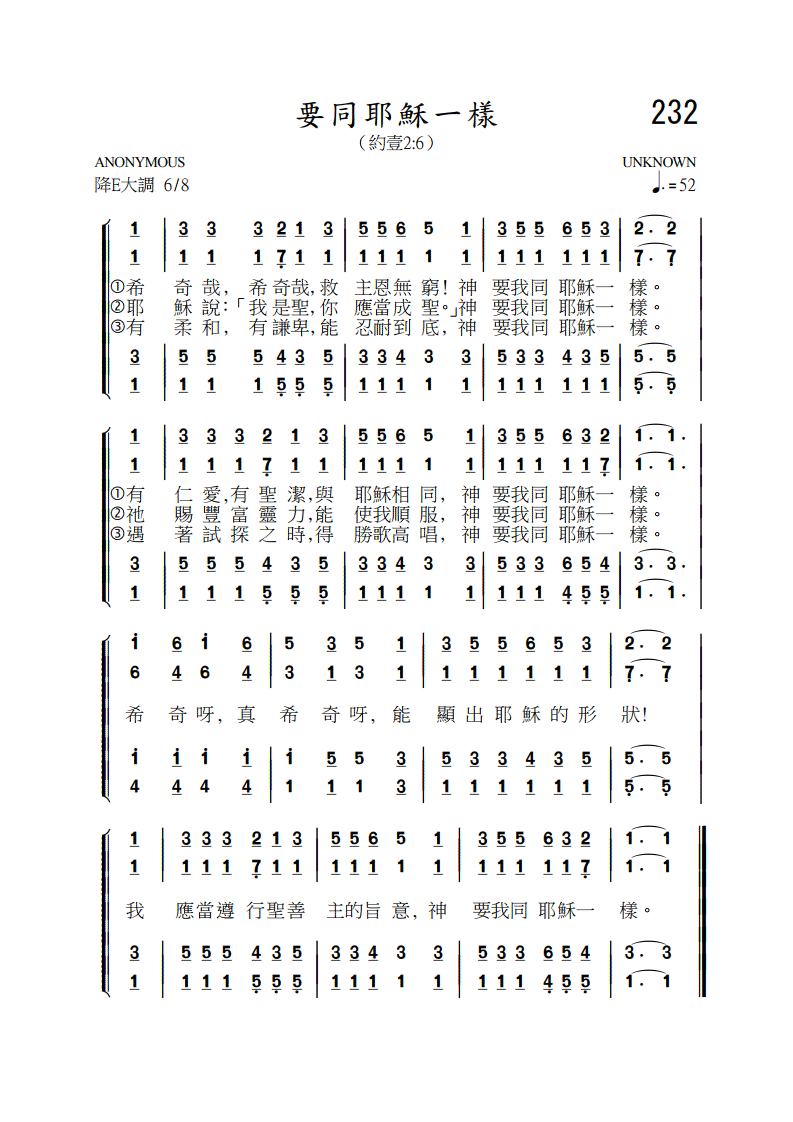 要同耶穌一樣 232
（約壹2:6）
ANONYMOUS UNKNOWN
降E大調 6/8 ♩. = 52
1 | 3 3 3 2 1 3 | 5 5 6 5 1 | 3 5 5 6 5 3 | 2 . 2
1 | 1 1 1 7 1 1 | 1 1 1 1 1 | 1 1 1 1 1 1 | 7 . 7
①希 奇哉，希奇哉,救 主恩無窮！神 要我同耶穌一 樣。
②耶 穌說：「我是聖,你 應當成聖。」神 要我同耶穌一 樣。
③有 柔和，有謙卑,能 忍耐到底，神 要我同耶穌一 樣。
3 | 5 5 5 4 3 5 | 3 3 4 3 3 | 5 3 3 4 3 5 | 5 . 5
1 | 1 1 1 5 5 5 | 1 1 1 1 1 | 1 1 1 1 1 1 | 5 . 5
1 | 3 3 3 2 1 3 | 5 5 6 5 1 | 3 5 5 6 3 2 | 1 . 1 .
1 | 1 1 1 7 1 1 | 1 1 1 1 1 | 1 1 1 1 1 7 | 1 . 1 .
①有 仁愛,有聖潔,與 耶穌相同，神 要我同耶穌一 樣。
②祂 賜豐富靈力,能 使我順服，神 要我同耶穌一 樣。
③遇 著試探之時,得 勝歌高唱，神 要我同耶穌一 樣。
3 | 5 5 5 4 3 5 | 3 3 4 3 3 | 5 3 3 6 5 4 | 3 . 3 .
1 | 1 1 1 5 5 5 | 1 1 1 1 1 | 1 1 1 4 5 5 | 1 . 1 .
1 6 1 6 | 5 3 5 1 | 3 5 5 6 5 3 | 2 . 2
6 4 6 4 | 3 1 3 1 | 1 1 1 1 1 1 | 7 . 7
希 奇呀，真 希 奇呀，能 顯出耶穌的形 狀！
1 1 1 1 | 1 5 5 3 | 5 3 3 4 3 5 | 5 . 5
4 4 4 4 | 1 1 1 3 | 1 1 1 1 1 1 | 5 . 5
1 | 3 3 3 2 1 3 | 5 5 6 5 1 | 3 5 5 6 3 2 | 1 . 1
1 | 1 1 1 7 1 1 | 1 1 1 1 1 | 1 1 1 1 1 7 | 1 . 1
我 應當遵行聖善 主的旨意，神 要我同耶穌一 樣。
3 | 5 5 5 4 3 5 | 3 3 4 3 3 | 5 3 3 6 5 4 | 3 . 3
1 | 1 1 1 5 5 5 | 1 1 1 1 1 | 1 1 1 4 5 5 | 1 . 1